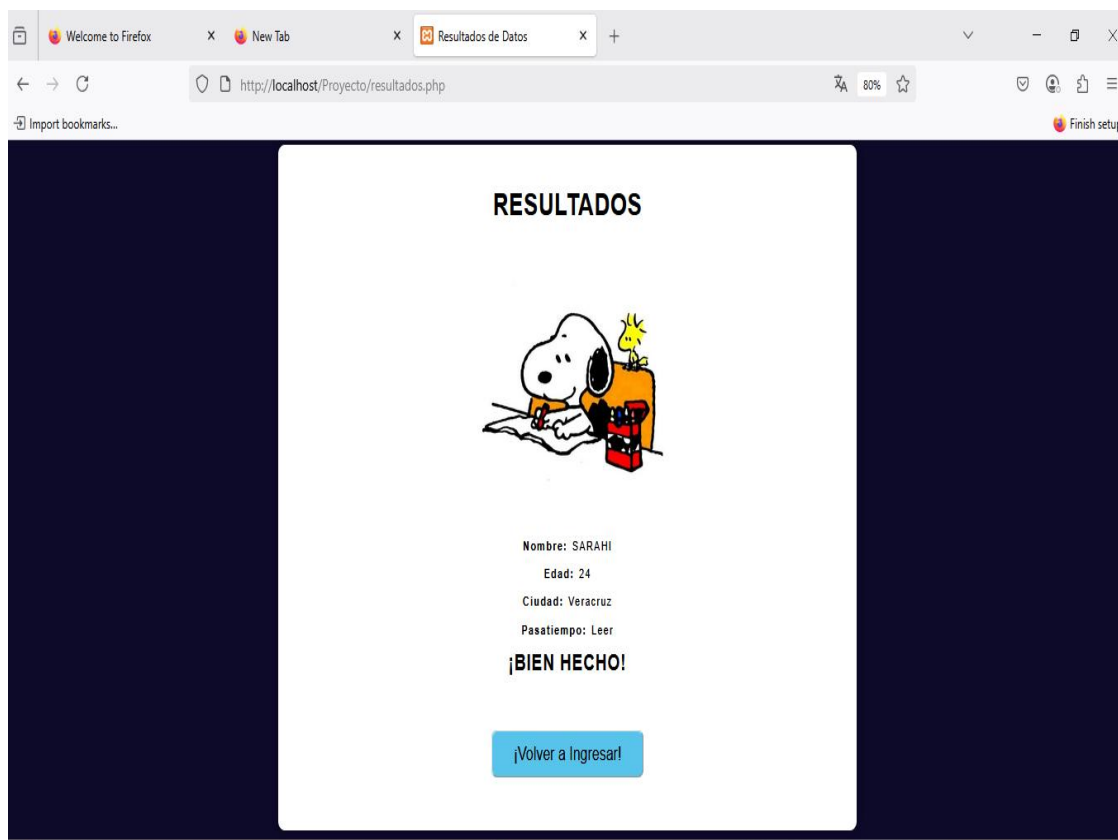 Welcome to Firefox
New Tab
Resultados de Datos
http://localhost/Proyecto/resultados.php
80%
Import bookmarks...
Finish setup
RESULTADOS
Nombre: SARAHI
Edad: 24
Ciudad: Veracruz
Pasatiempo: Leer
¡BIEN HECHO!
¡Volver a Ingresar!